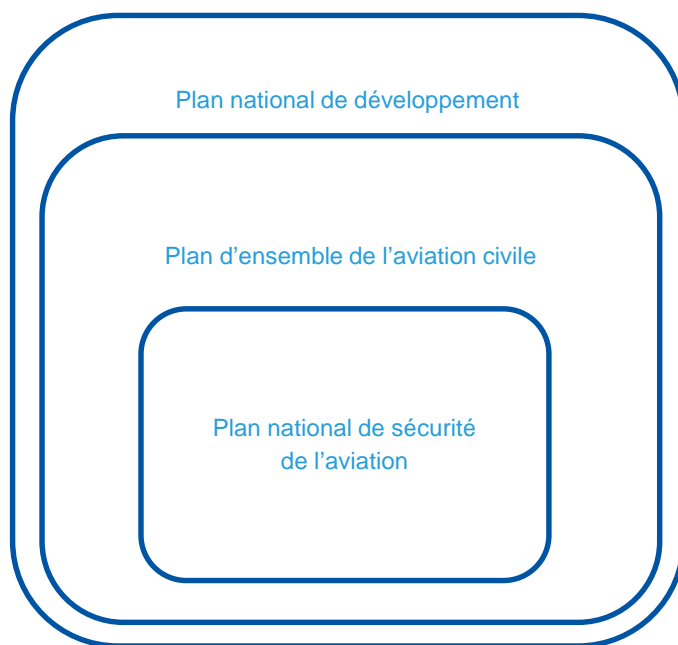 Plan national de développement
Plan d’ensemble de l’aviation civile
Plan national de sécurité
de l’aviation